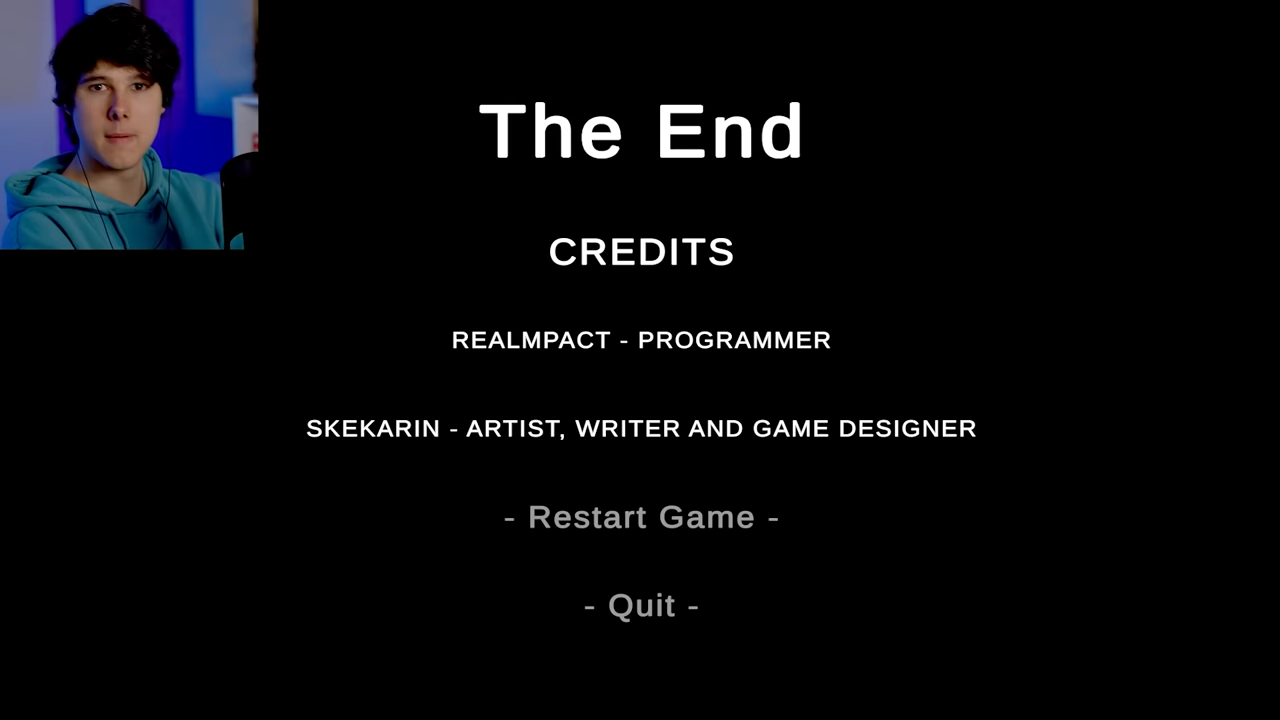 The End
CREDITS
REALMPACT - PROGRAMMER
SKEKARIN - ARTIST, WRITER AND GAME DESIGNER
- Restart Game -
- Quit -